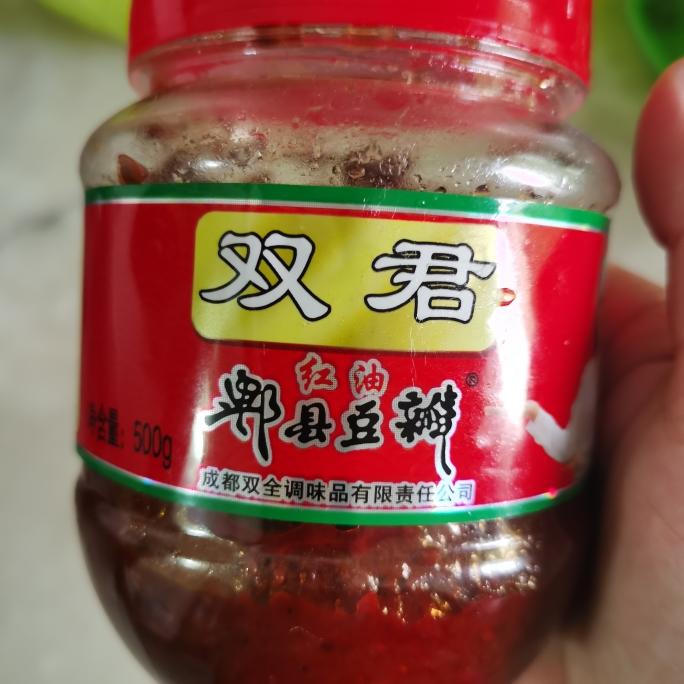 双君
红油
郫县豆瓣®
净含量：500g
成都双全调味品有限责任公司